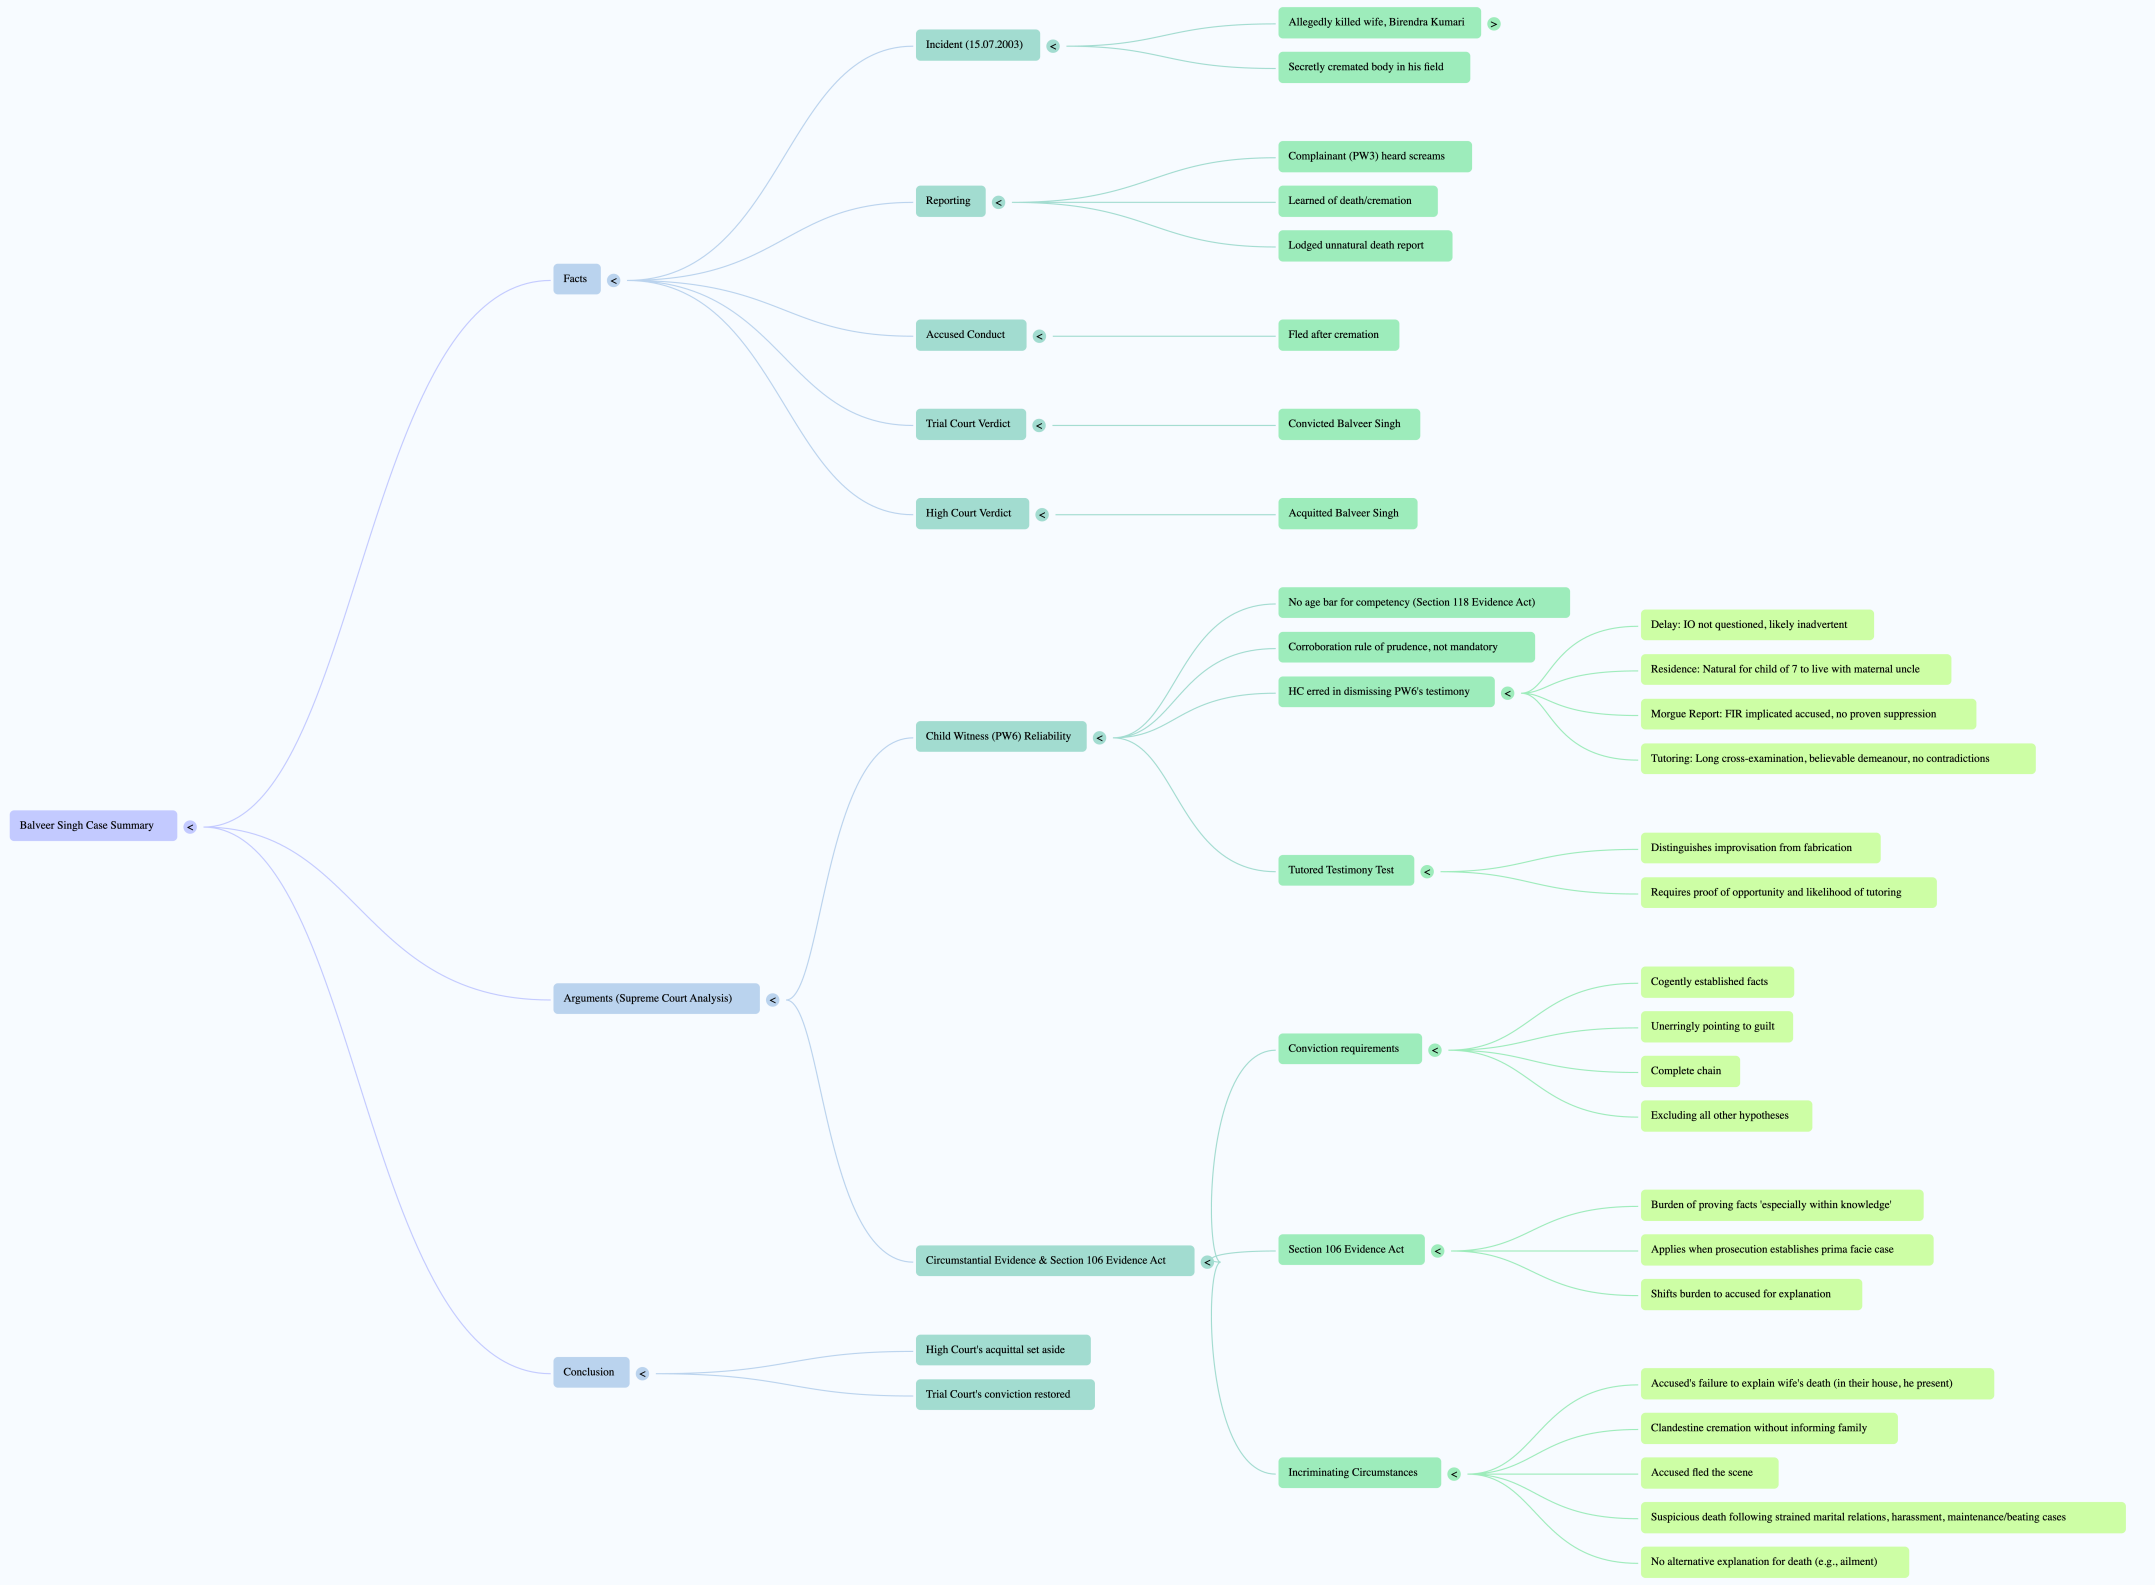 Balveer Singh Case Summary <
Facts <
Incident (15.07.2003) <
Allegedly killed wife, Birendra Kumari >
Secretly cremated body in his field
Reporting <
Complainant (PW3) heard screams
Learned of death/cremation
Lodged unnatural death report
Accused Conduct <
Fled after cremation
Trial Court Verdict <
Convicted Balveer Singh
High Court Verdict <
Acquitted Balveer Singh
Arguments (Supreme Court Analysis) <
Child Witness (PW6) Reliability <
No age bar for competency (Section 118 Evidence Act)
Corroboration rule of prudence, not mandatory
HC erred in dismissing PW6's testimony <
Delay: IO not questioned, likely inadvertent
Residence: Natural for child of 7 to live with maternal uncle
Morgue Report: FIR implicated accused, no proven suppression
Tutoring: Long cross-examination, believable demeanour, no contradictions
Tutored Testimony Test <
Distinguishes improvisation from fabrication
Requires proof of opportunity and likelihood of tutoring
Circumstantial Evidence & Section 106 Evidence Act <
Conviction requirements <
Cogently established facts
Unerringly pointing to guilt
Complete chain
Excluding all other hypotheses
Section 106 Evidence Act <
Burden of proving facts 'especially within knowledge'
Applies when prosecution establishes prima facie case
Shifts burden to accused for explanation
Incriminating Circumstances <
Accused's failure to explain wife's death (in their house, he present)
Clandestine cremation without informing family
Accused fled the scene
Suspicious death following strained marital relations, harassment, maintenance/beating cases
No alternative explanation for death (e.g., ailment)
Conclusion <
High Court's acquittal set aside
Trial Court's conviction restored